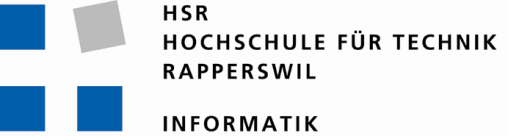 HSR
HOCHSCHULE FÜR TECHNIK
RAPPERSWIL
INFORMATIK